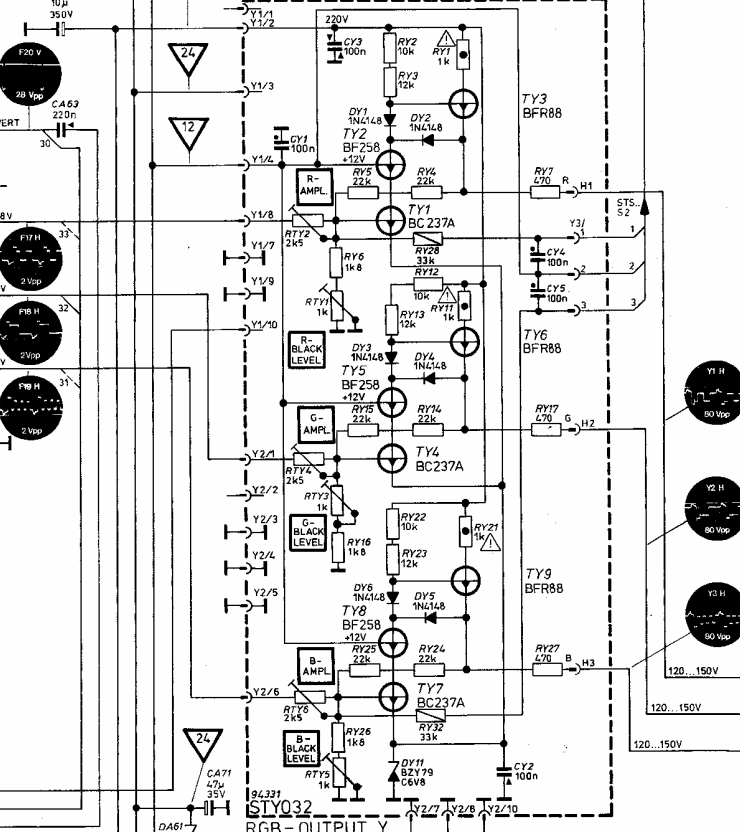 10µ
350V
Y1/1
Y1/2
220V
F20 V
28 Vpp
CA63
220n
VERT
30
24
Y1/3
12
CY3
100n
RY2
10k
RY3
12k
RY1
1k
DY1
1N4148
DY2
1N4148
TY3
BFR88
CY1
100n
TY2
BF258
+12V
Y1/4
R-
AMPL.
RY5
22k
RY4
22k
RY7
470
R
H1
8V
Y1/8
33
RTY2
2k5
TY1
BC237A
RY28
33k
Y3/
1
STS..
S2
1
F17 H
2 Vpp
Y1/7
RY6
1k8
CY4
100n
2
2
Y1/9
RTY1
1k
RY12
10k
RY11
1k
CY5
100n
3
3
F18 H
2Vpp
32
Y1/10
R-
BLACK
LEVEL
RY13
12k
DY3
1N4148
DY4
1N4148
TY6
BFR88
TY5
BF258
+12V
F19 H
2 Vpp
31
G-
AMPL.
RY15
22k
RY14
22k
RY17
470
G
H2
Y1 H
80 Vpp
Y2/1
RTY4
2k5
TY4
BC237A
Y2/2
RTY3
1k
Y2 H
80 Vpp
Y2/3
G-
BLACK
LEVEL
RY16
1k8
RY22
10k
RY21
1k
Y2/4
RY23
12k
TY9
BFR88
Y2/5
DY6
1N4148
DY5
1N4148
TY8
BF258
+12V
Y3 H
80 Vpp
B-
AMPL.
RY25
22k
RY24
22k
RY27
470
B
H3
120...150V
Y2/6
RTY6
2k5
TY7
BC237A
120...150V
RY32
33k
24
B-
BLACK
LEVEL
RY26
1k8
120...150V
CA71
47µ
35V
RTY5
1k
DY11
BZY79
C6V8
CY2
100n
94331
STY032
Y2/7
Y2/8
Y2/10
DA61
RGB-OUTPUT Y